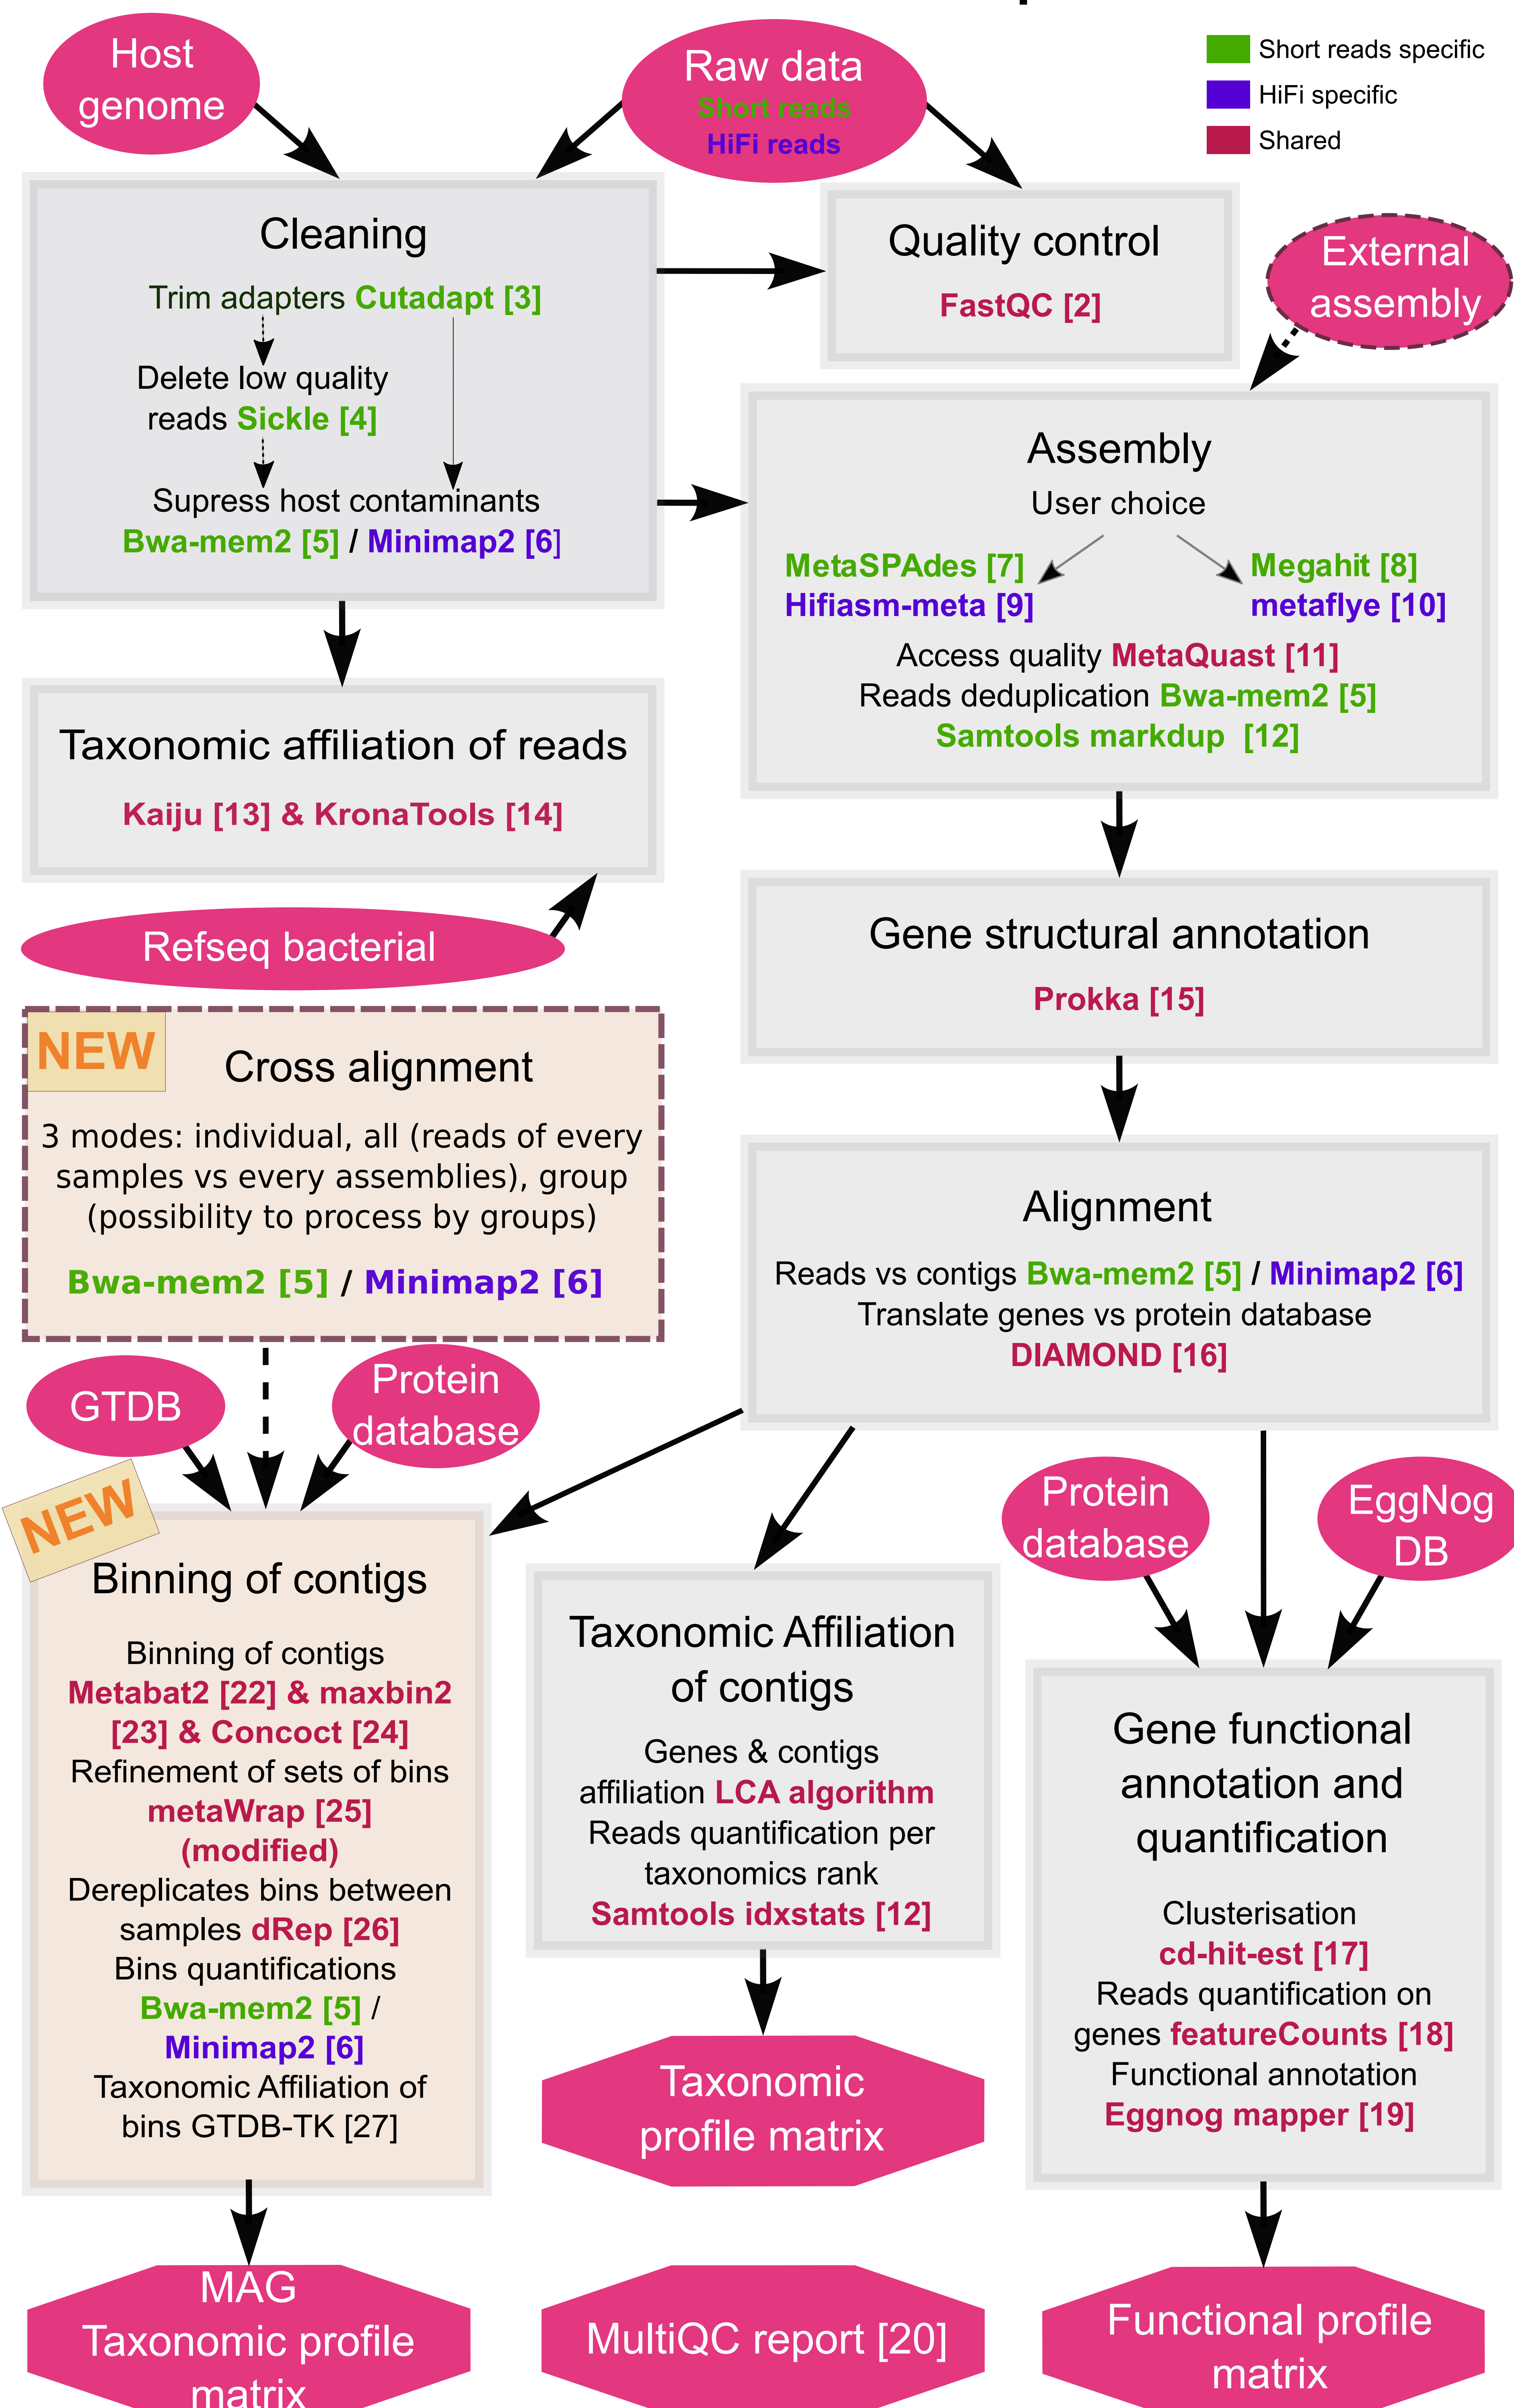 Host
genome
Raw data
Short reads
HiFi reads
Short reads specific
HiFi specific
Shared
Cleaning
Trim adapters Cutadapt [3]
Delete low quality
reads Sickle [4]
Supress host contaminants
Bwa-mem2 [5] / Minimap2 [6]
Quality control
FastQC [2]
External
assembly
Assembly
User choice
MetaSPAdes [7]
Hifiasm-meta [9]
Megahit [8]
metaflye [10]
Access quality MetaQuast [11]
Reads deduplication Bwa-mem2 [5]
Samtools markdup [12]
Taxonomic affiliation of reads
Kaiju [13] & KronaTools [14]
Refseq bacterial
Gene structural annotation
Prokka [15]
NEW
Cross alignment
3 modes: individual, all (reads of every
samples vs every assemblies), group
(possibility to process by groups)
Bwa-mem2 [5] / Minimap2 [6]
Alignment
Reads vs contigs Bwa-mem2 [5] / Minimap2 [6]
Translate genes vs protein database
DIAMOND [16]
GTDB
Protein
database
NEW
Binning of contigs
Binning of contigs
Metabat2 [22] & maxbin2
[23] & Concoct [24]
Refinement of sets of bins
metaWrap [25]
(modified)
Dereplicates bins between
samples dRep [26]
Bins quantifications
Bwa-mem2 [5] /
Minimap2 [6]
Taxonomic Affiliation of
bins GTDB-TK [27]
Taxonomic Affiliation
of contigs
Genes & contigs
affiliation LCA algorithm
Reads quantification per
taxonomics rank
Samtools idxstats [12]
Protein
database
EggNog
DB
Gene functional
annotation and
quantification
Clusterisation
cd-hit-est [17]
Reads quantification on
genes featureCounts [18]
Functional annotation
Eggnog mapper [19]
Taxonomic
profile matrix
MAG
Taxonomic profile
matrix
MultiQC report [20]
Functional profile
matrix